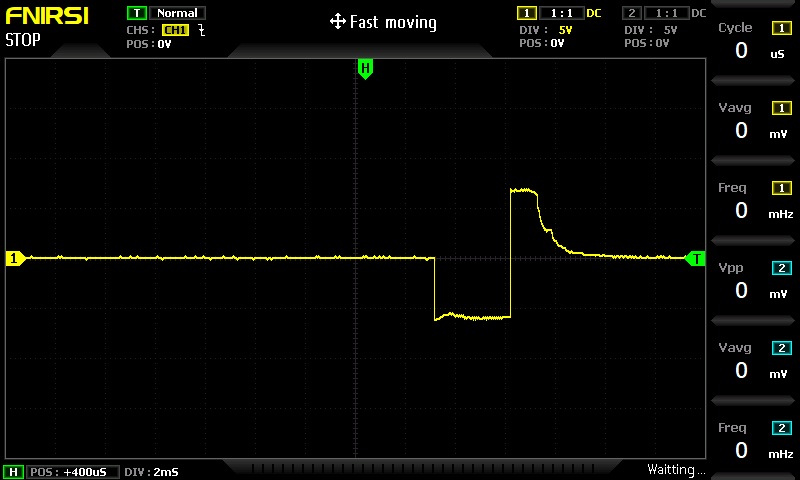 FNIRSI
STOP
T Normal
CHS: CH1
POS:0V
Fast moving
1 1:1 DC
DIV: 5V
POS:0V
2 1:1 DC
DIV: 5V
POS:0V
H
1
T
Cycle 1
0 uS
Vavg 1
0 mV
Freq 1
0 mHz
Vpp 2
0 mV
Vavg 2
0 mV
Freq 2
0 mHz
H POS: +400uS DIV:2mS
Waitting...